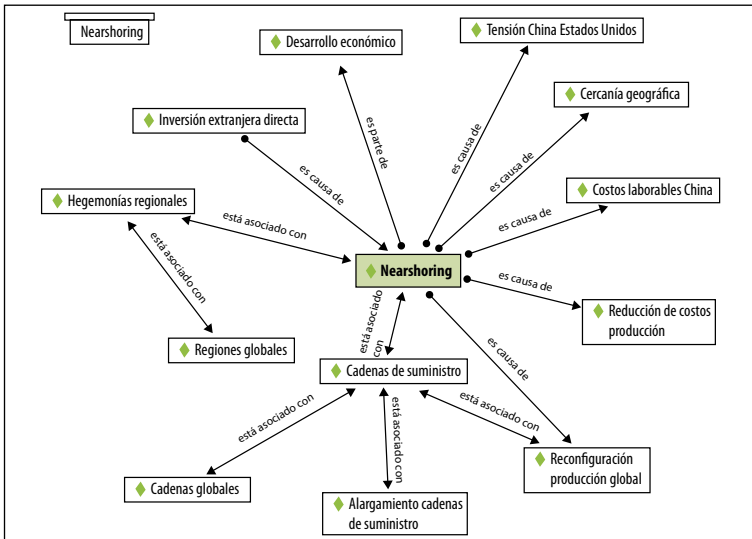 Nearshoring
Desarrollo económico
Tensión China Estados Unidos
Cercanía geográfica
Inversión extranjera directa
es parte de
es causa de
es causa de
es causa de
Hegemonías regionales
está asociado con
Costos laborables China
es causa de
está asociado con
Nearshoring
es causa de
Reducción de costos
producción
Regiones globales
está asociado
con
es causa de
Cadenas de suministro
está asociado con
está asociado con
está asociado con
Cadenas globales
Alargamiento cadenas
de suministro
Reconfiguración
producción global